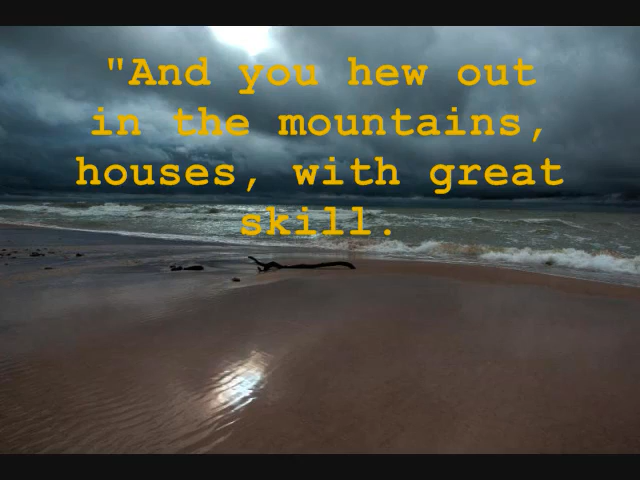 "And you hew out
in the mountains,
houses, with great
skill.